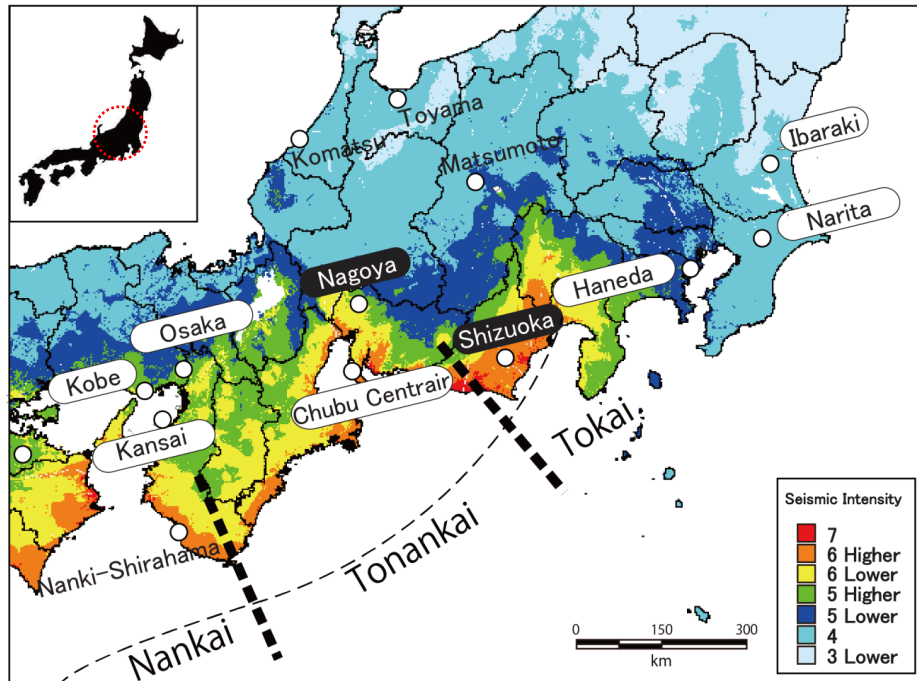 Toyama
Komatsu
Matsumoto
Ibaraki
Narita
Nagoya
Haneda
Osaka
Shizuoka
Kobe
Chubu Centrair
Kansai
Tokai
Nanki-Shirahama
Tonankai
Nankai
Seismic Intensity
7
6 Higher
6 Lower
5 Higher
5 Lower
4
3 Lower
0 150 300
km